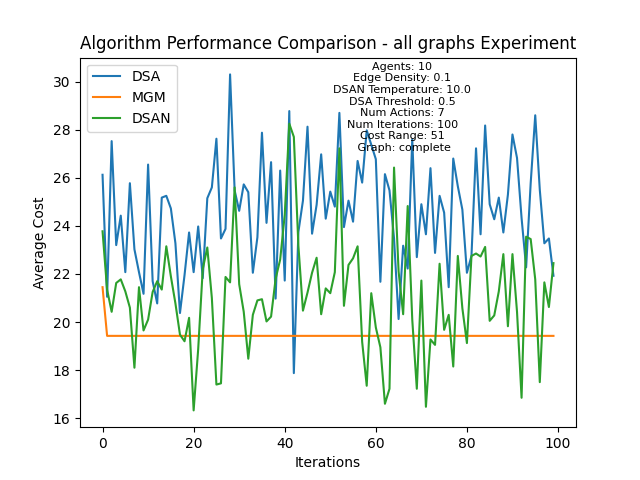 Algorithm Performance Comparison - all graphs Experiment
DSA
MGM
DSAN
Agents: 10
Edge Density: 0.1
DSAN Temperature: 10.0
DSA Threshold: 0.5
Num Actions: 7
Num Iterations: 100
Cost Range: 51
Graph: complete
Average Cost
30
28
26
24
22
20
18
16
0
20
40
60
80
100
Iterations